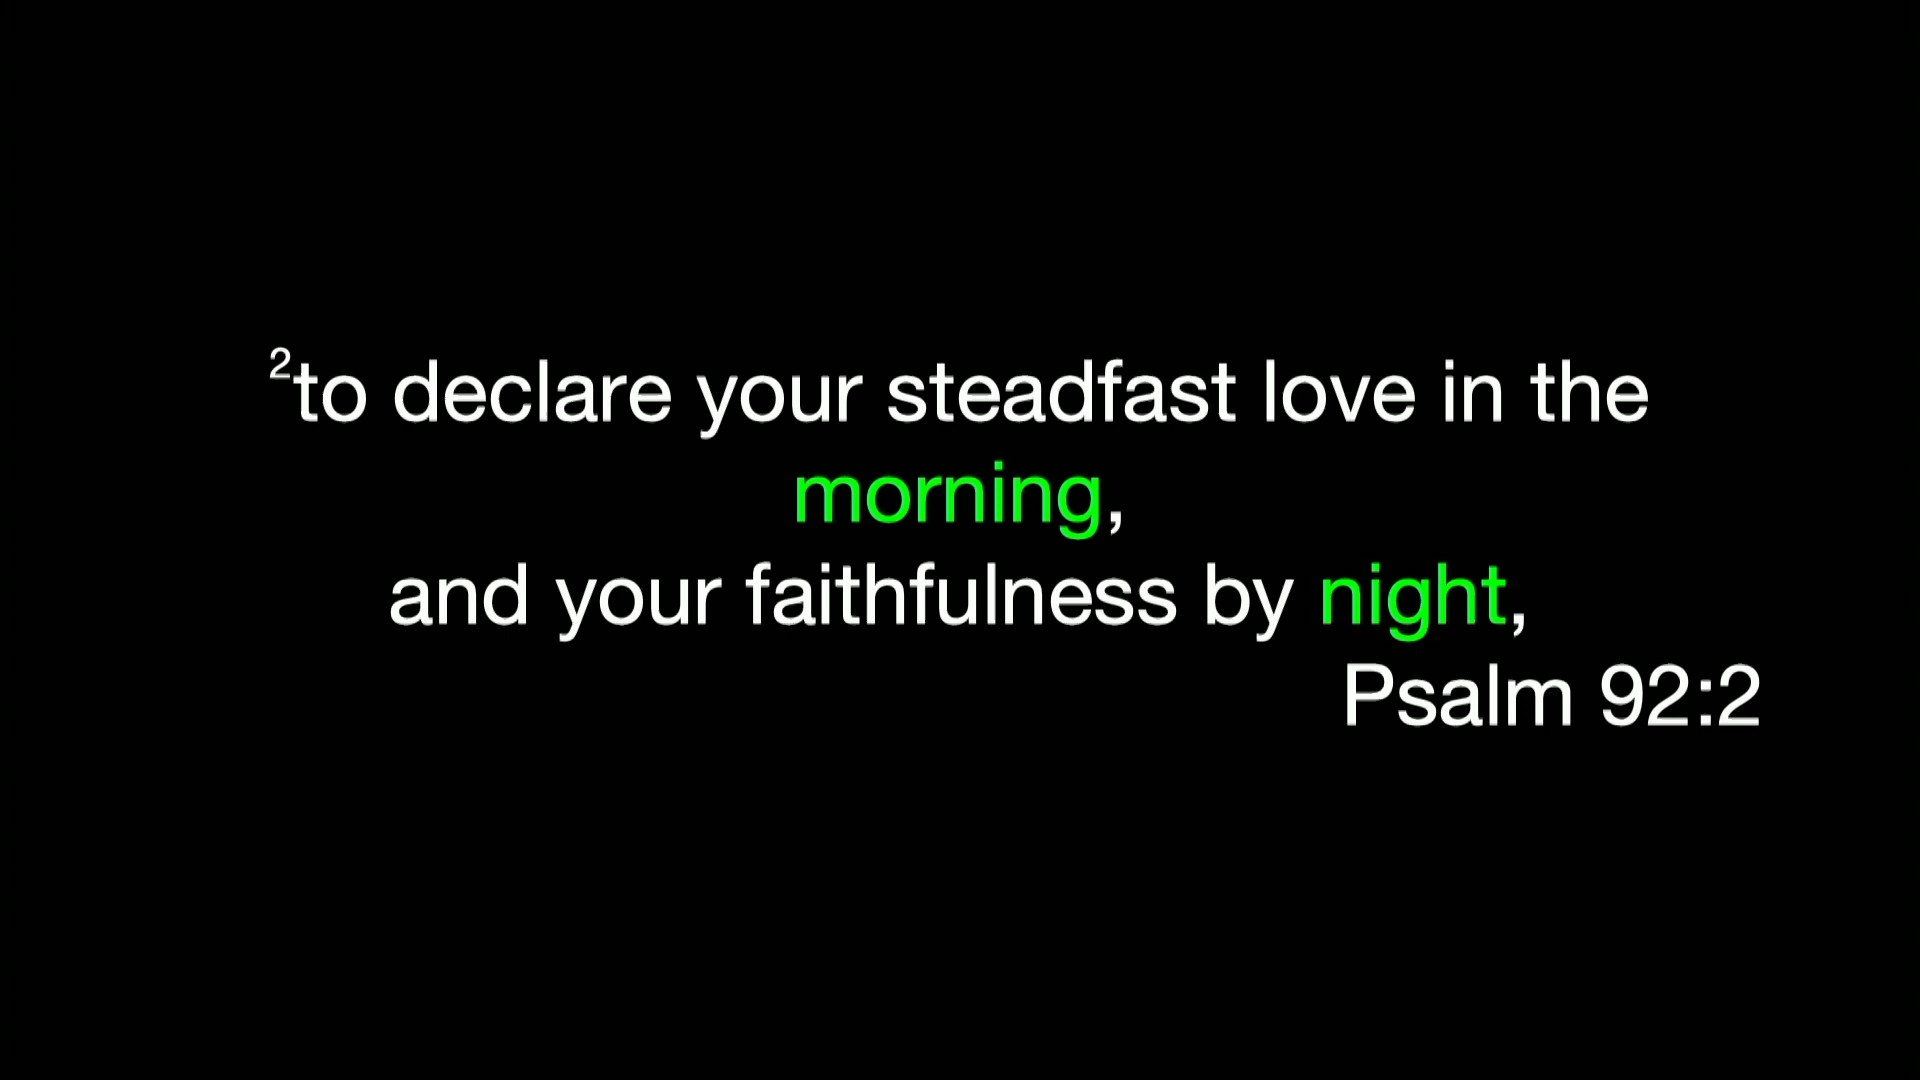 ²to declare your steadfast love in the
morning,
and your faithfulness by night,
Psalm 92:2